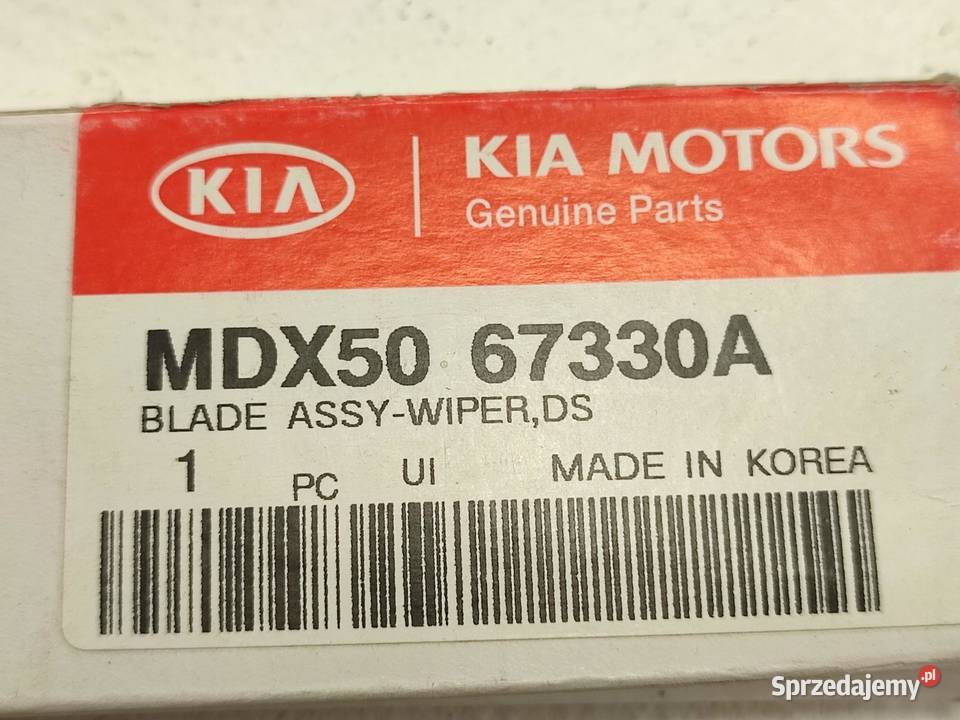 KIA
KIA MOTORS
Genuine Parts
MDX50 67330A
BLADE ASSY-WIPER,DS
1 PC UI MADE IN KOREA
Sprzedajemy.pl